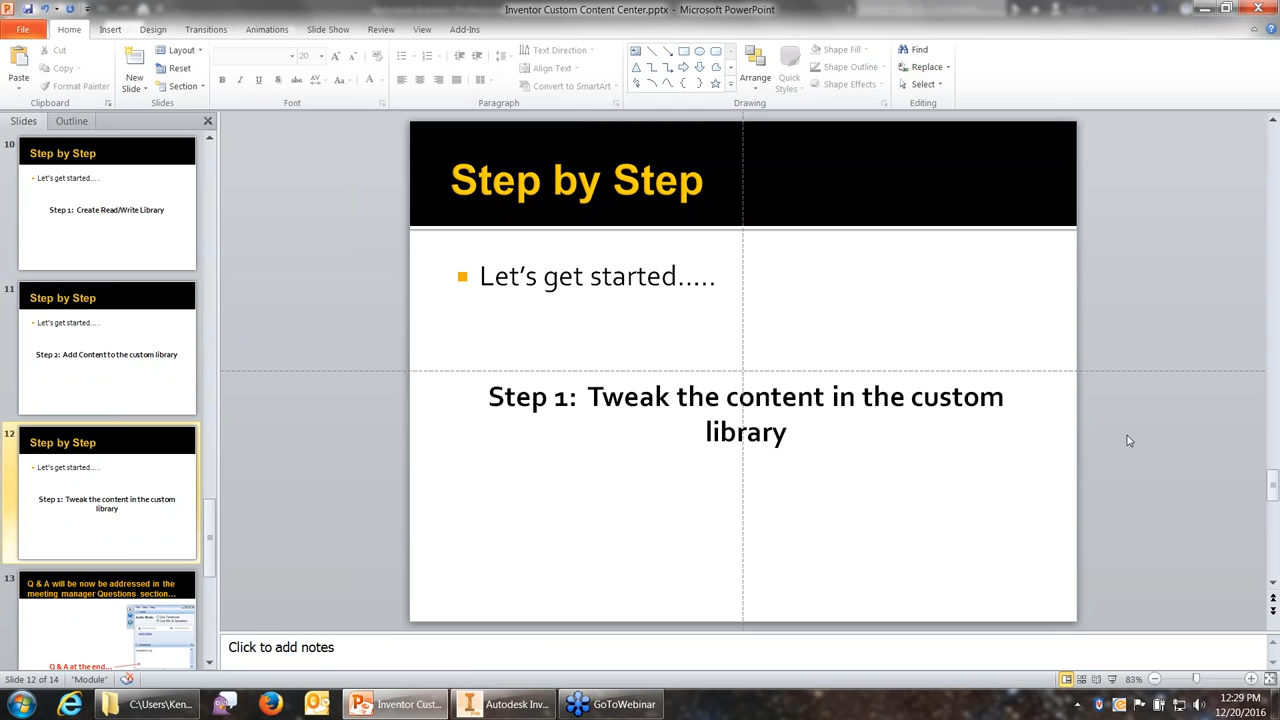 Inventor Custom Content Center.pptx - Microsoft PowerPoint
File Home Insert Design Transitions Animations Slide Show Review View Add-Ins
Paste
Cut
Copy
Format Painter
Clipboard
New Slide
Layout
Reset
Section
Slides
20
Font
Text Direction
Align Text
Convert to SmartArt
Paragraph
Arrange
Quick Styles
Shape Fill
Shape Outline
Shape Effects
Drawing
Find
Replace
Select
Editing
Slides Outline
10
Step by Step
Let's get started.....
Step 1: Create Read/Write Library
11
Step by Step
Let's get started.....
Step 2: Add Content to the custom library
12
Step by Step
Let's get started.....
Step 1: Tweak the content in the custom
library
13
Q & A will be now be addressed in the
meeting manager Questions section...
Q & A at the end...
Step by Step
Let's get started.....
Step 1: Tweak the content in the custom
library
Click to add notes
Slide 12 of 14 "Module" 83%
C:\Users\Ken... Inventor Cust... Autodesk Inv... GoToWebinar
12:29 PM
12/20/2016